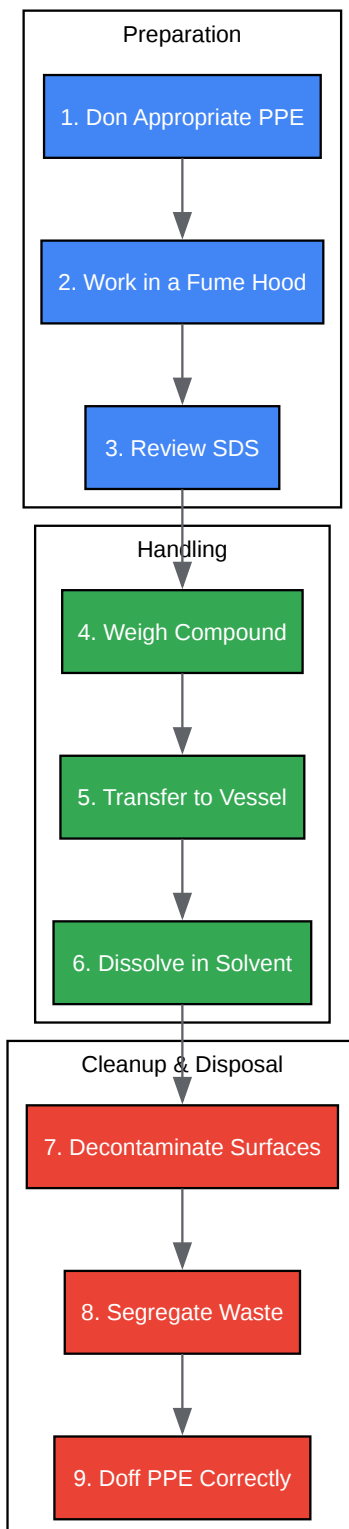 Preparation
1. Don Appropriate PPE
2. Work in a Fume Hood
3. Review SDS
Handling
4. Weigh Compound
5. Transfer to Vessel
6. Dissolve in Solvent
Cleanup & Disposal
7. Decontaminate Surfaces
8. Segregate Waste
9. Doff PPE Correctly